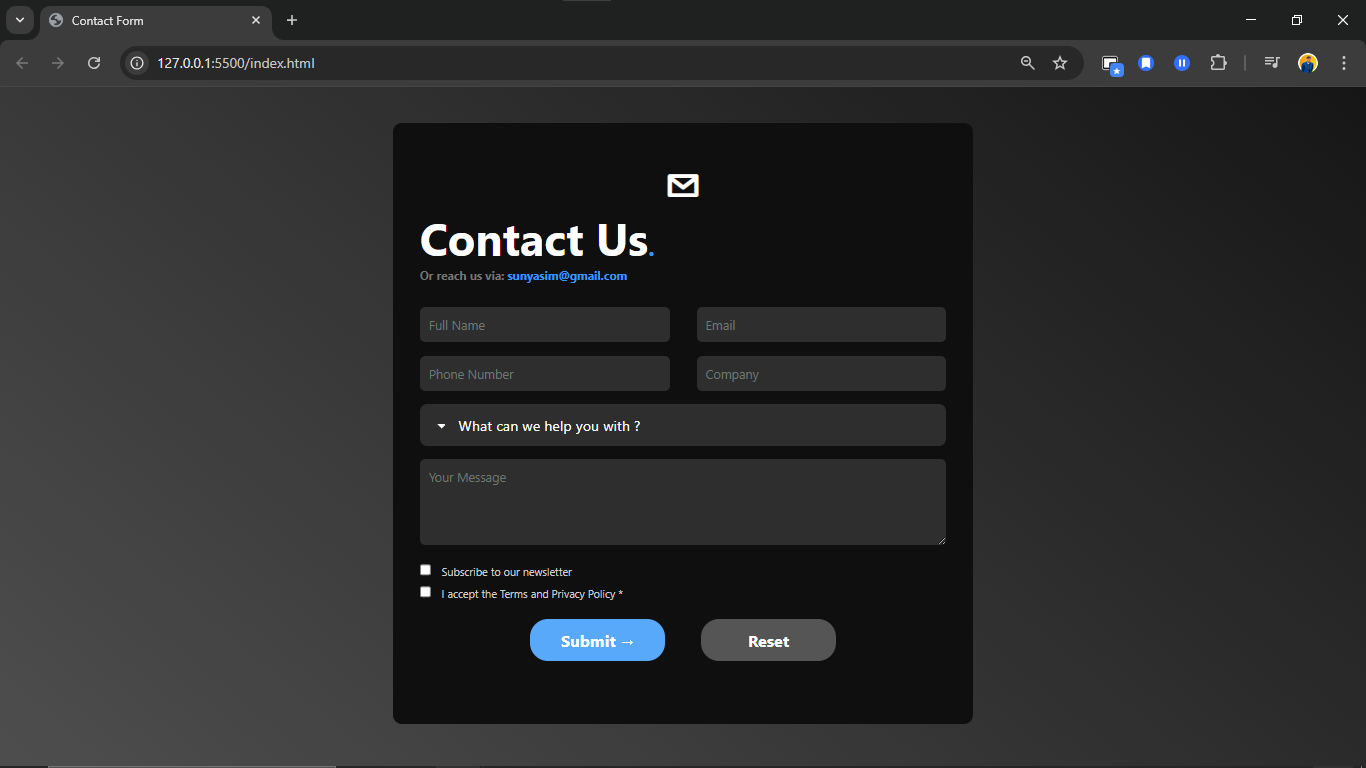 Contact Form
127.0.0.1:5500/index.html
Contact Us.
Or reach us via: sunyasim@gmail.com
Full Name Email
Phone Number Company
What can we help you with ?
Your Message
Subscribe to our newsletter
I accept the Terms and Privacy Policy *
Submit → Reset